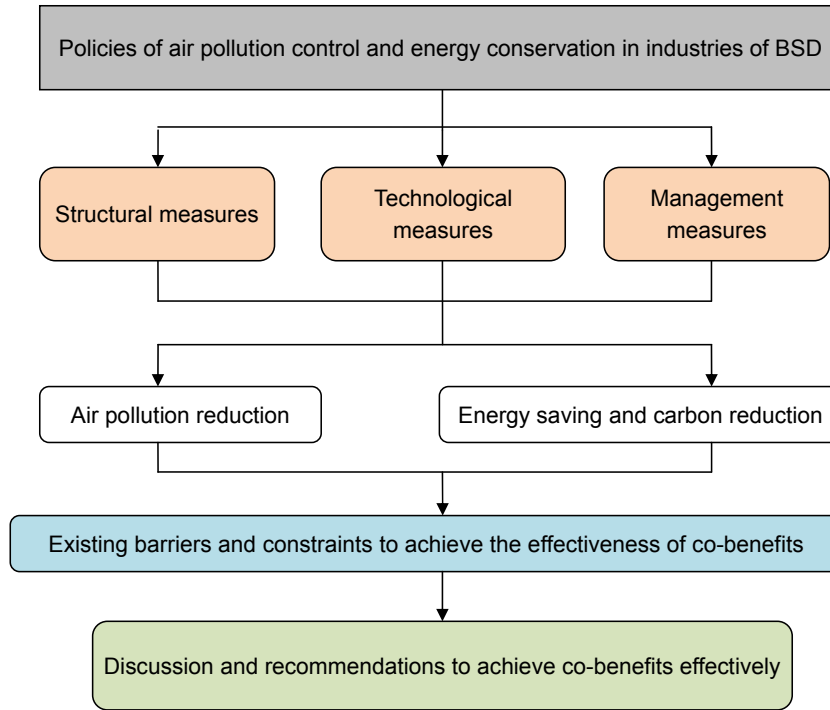 Policies of air pollution control and energy conservation in industries of BSD
Structural measures
Technological
measures
Management
measures
Air pollution reduction
Energy saving and carbon reduction
Existing barriers and constraints to achieve the effectiveness of co-benefits
Discussion and recommendations to achieve co-benefits effectively